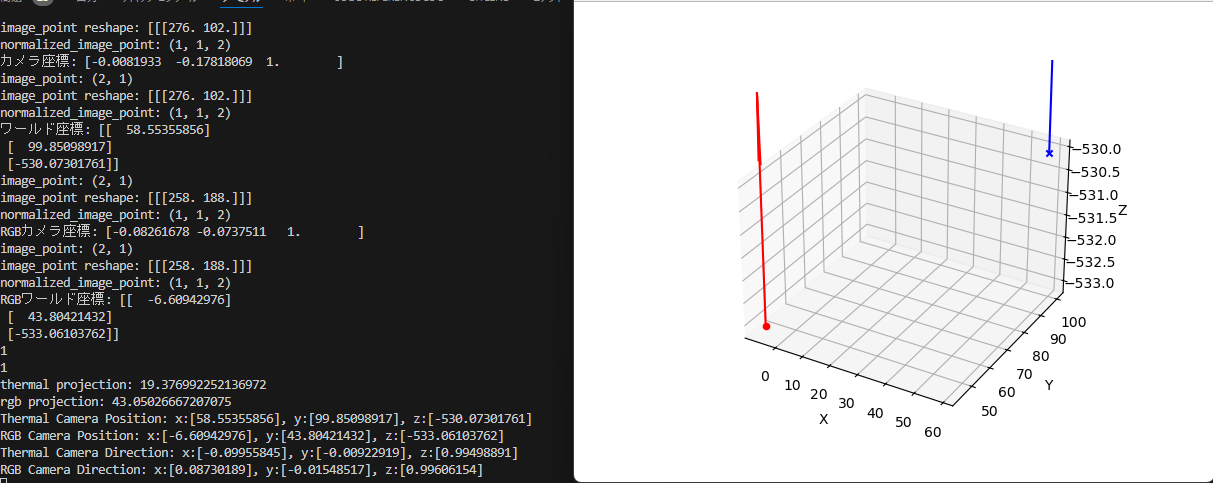 image_point reshape: [[[276. 102.]]]
normalized_image_point: (1, 1, 2)
カメラ座標: [-0.0081933  -0.17818069  1.        ]
image_point: (2, 1)
image_point reshape: [[[276. 102.]]]
normalized_image_point: (1, 1, 2)
ワールド座標: [[  58.55355856]
 [  99.85098917]
 [-530.07301761]]
image_point: (2, 1)
image_point reshape: [[[258. 188.]]]
normalized_image_point: (1, 1, 2)
RGBカメラ座標: [-0.08261678 -0.0737511   1.        ]
image_point: (2, 1)
image_point reshape: [[[258. 188.]]]
normalized_image_point: (1, 1, 2)
RGBワールド座標: [[  -6.60942976]
 [  43.80421432]
 [-533.06103762]]
1
1
thermal projection: 19.376992252136972
rgb projection: 43.05026667207075
Thermal Camera Position: x:[58.55355856], y:[99.85098917], z:[-530.07301761]
RGB Camera Position: x:[-6.60942976], y:[43.80421432], z:[-533.06103762]
Thermal Camera Direction: x:[-0.09955845], y:[-0.00922919], z:[0.99498891]
RGB Camera Direction: x:[0.08730189], y:[-0.01548517], z:[0.99606154]
−530.0
−530.5
−531.0
−531.5
Z
−532.0
−532.5
−533.0
100
90
80
70
60
50
Y
0
10
20
30
40
50
60
X